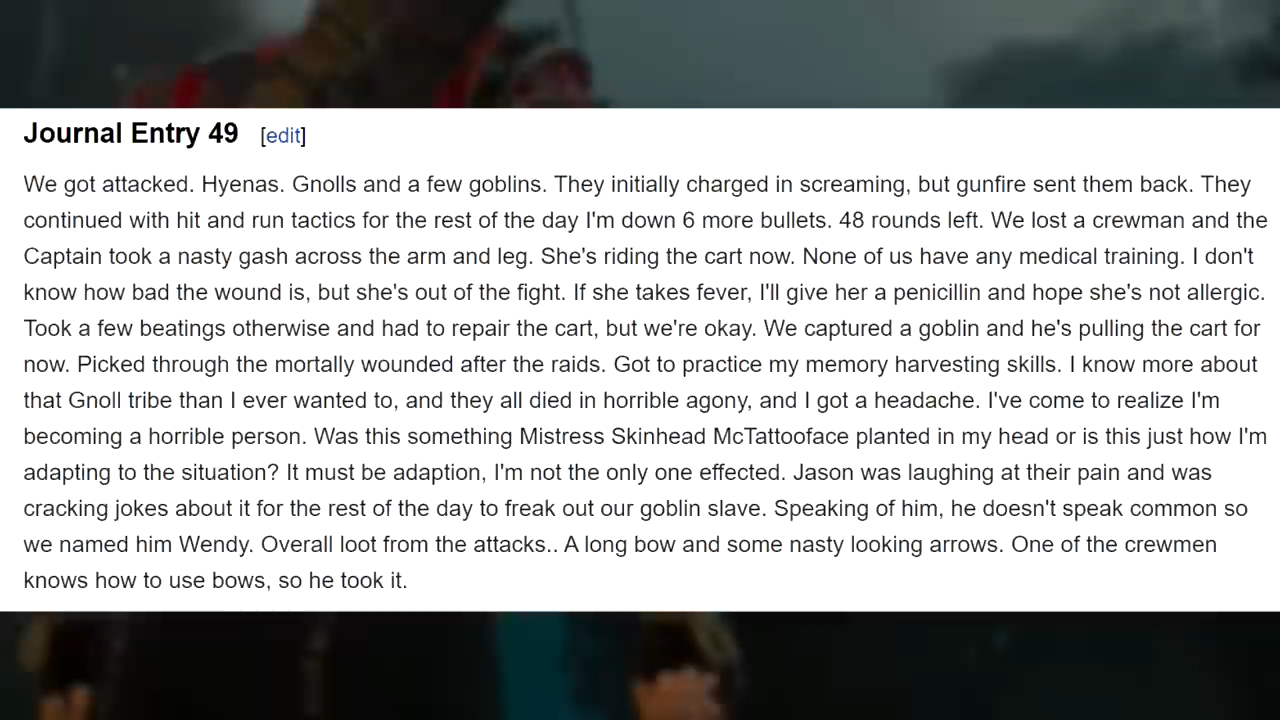 Journal Entry 49 [edit]
We got attacked. Hyenas. Gnolls and a few goblins. They initially charged in screaming, but gunfire sent them back. They
continued with hit and run tactics for the rest of the day I'm down 6 more bullets. 48 rounds left. We lost a crewman and the
Captain took a nasty gash across the arm and leg. She's riding the cart now. None of us have any medical training. I don't
know how bad the wound is, but she's out of the fight. If she takes fever, I'll give her a penicillin and hope she's not allergic.
Took a few beatings otherwise and had to repair the cart, but we're okay. We captured a goblin and he's pulling the cart for
now. Picked through the mortally wounded after the raids. Got to practice my memory harvesting skills. I know more about
that Gnoll tribe than I ever wanted to, and they all died in horrible agony, and I got a headache. I've come to realize I'm
becoming a horrible person. Was this something Mistress Skinhead McTattooface planted in my head or is this just how I'm
adapting to the situation? It must be adaption, I'm not the only one effected. Jason was laughing at their pain and was
cracking jokes about it for the rest of the day to freak out our goblin slave. Speaking of him, he doesn't speak common so
we named him Wendy. Overall loot from the attacks.. A long bow and some nasty looking arrows. One of the crewmen
knows how to use bows, so he took it.